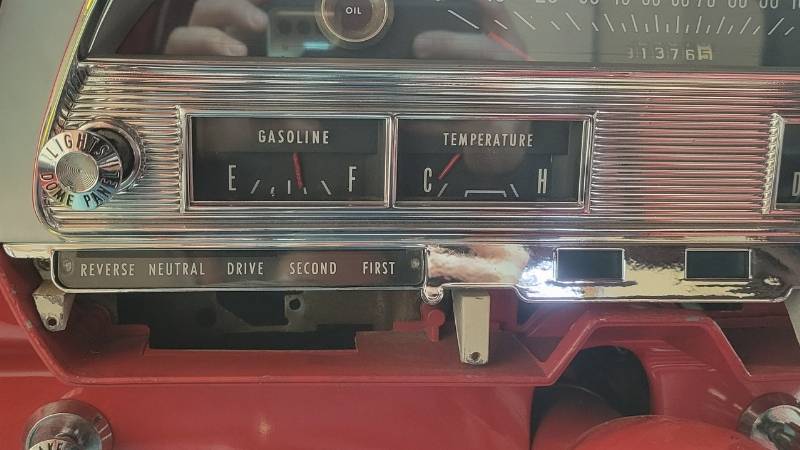 OIL
31376
LIGHTS
GASOLINE
TEMPERATURE
DOME PANEL
E F
C H
D
REVERSE NEUTRAL DRIVE SECOND FIRST